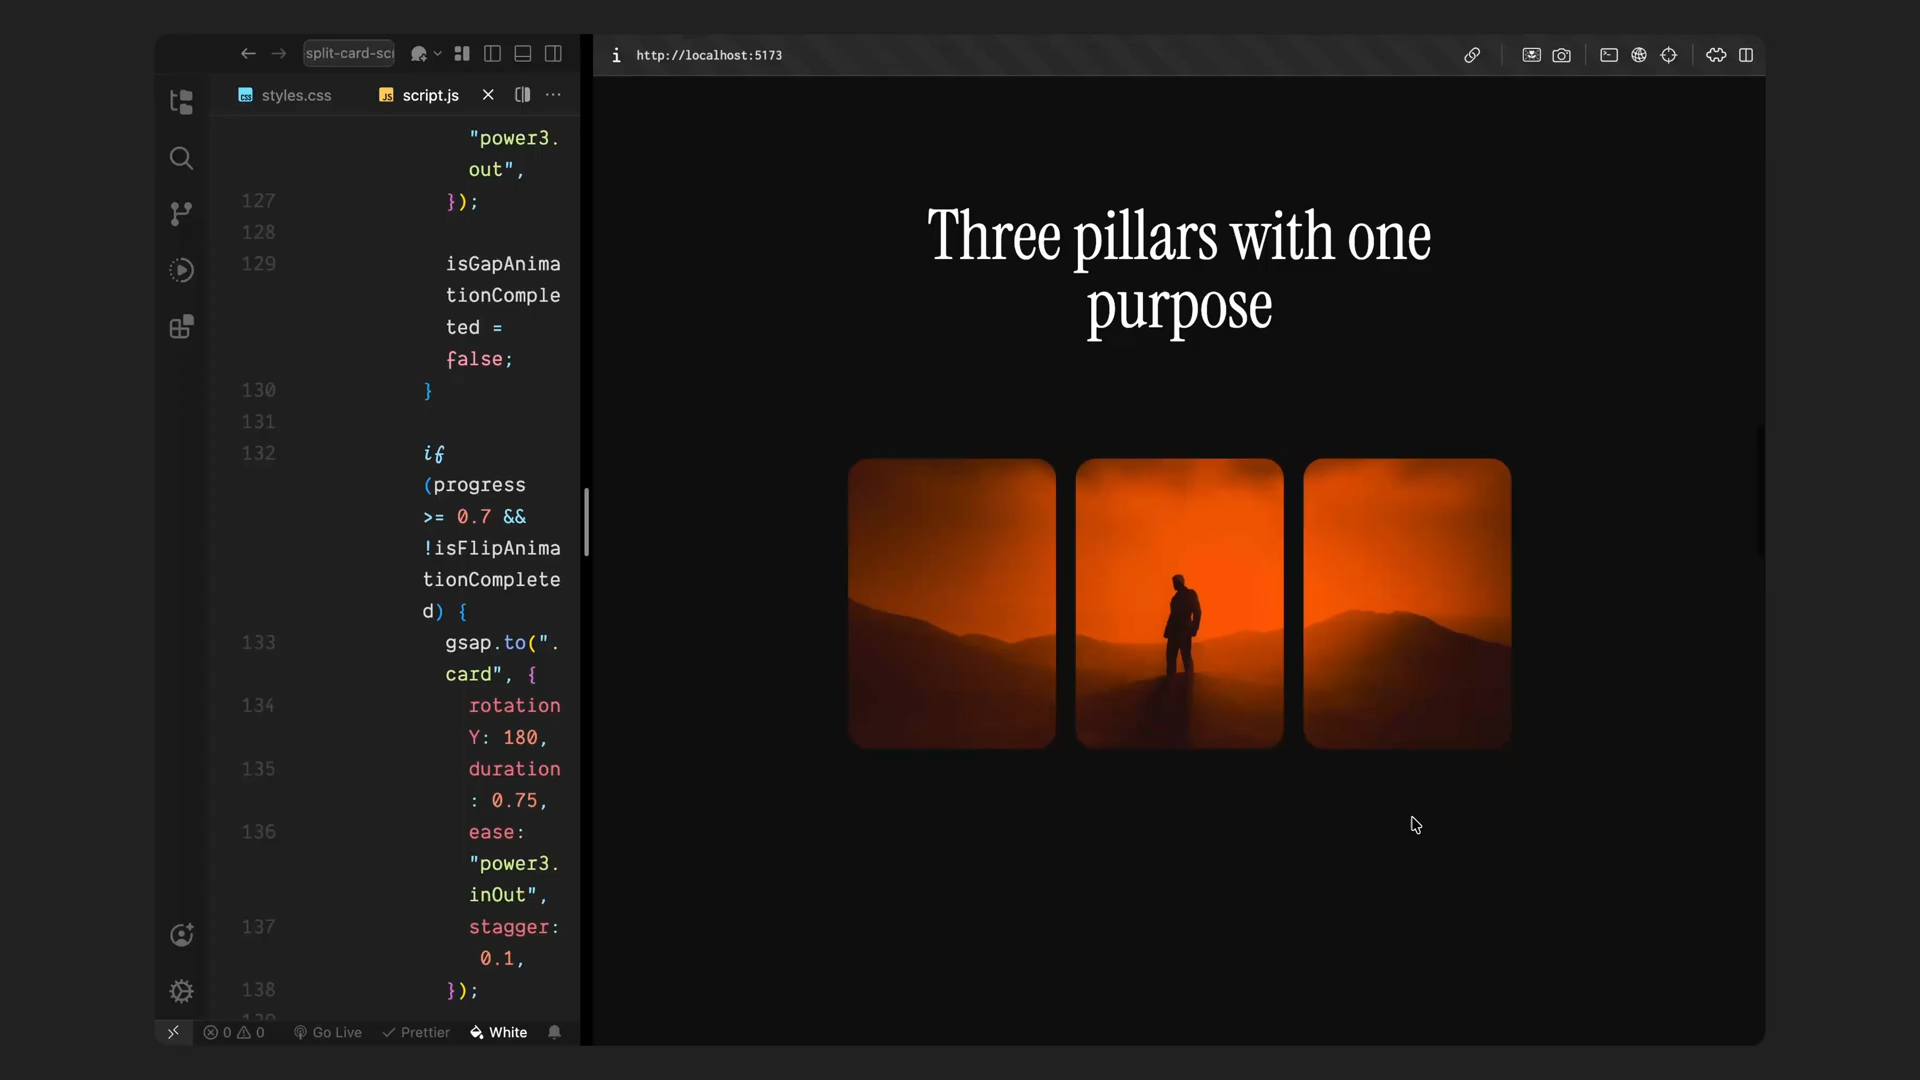 split-card-scr
http://localhost:5173
styles.css
script.js
"power3.
out",
127 });
128
129 isGapAnima
tionComple
ted =
false;
130 }
131
132 if
(progress
>= 0.7 &&
!isFlipAnima
tionComplete
d) {
133 gsap.to(".
card", {
134 rotation
Y: 180,
135 duration
: 0.75,
136 ease:
"power3.
inOut",
137 stagger:
0.1,
138 });
0 0 Go Live Prettier White
Three pillars with one
purpose